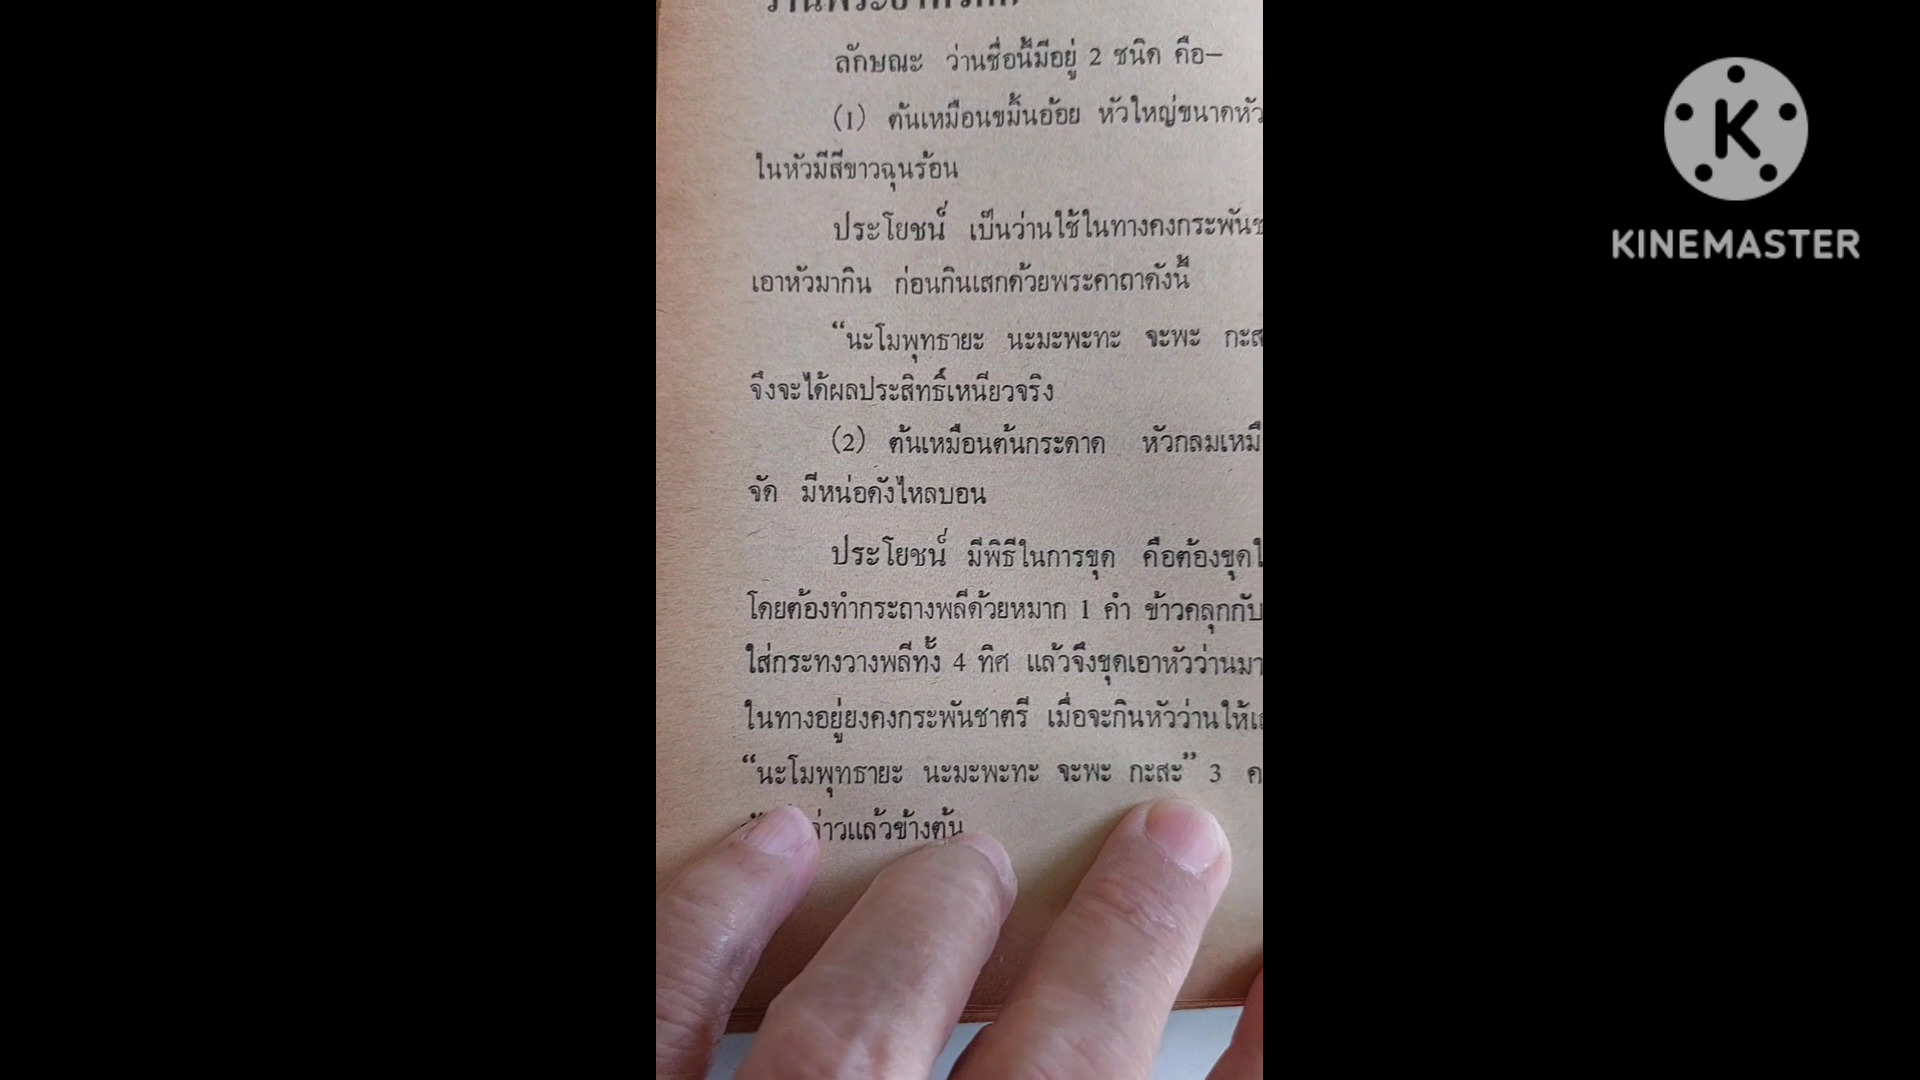 ลักษณะ ว่านชื่อนี้มีอยู่ 2 ชนิด คือ–
(1) ต้นเหมือนขมิ้นอ้อย หัวใหญ่ขนาดหัว
ในหัวมีสีขาวฉุนร้อน
ประโยชน์ เป็นว่านใช้ในทางคงกระพันช
เอาหัวมากิน ก่อนกินเสกด้วยพระคาถาดังนี้
“นะโมพุทธายะ นะมะพะทะ จะพะ กะส
จึงจะได้ผลประสิทธิ์เหนียวจริง
(2) ต้นเหมือนต้นกระดาด หัวกลมเหมื
จัด มีหน่อดังไหลบอน
ประโยชน์ มีพิธีในการขุด คือต้องขุดใ
โดยต้องทำกระถางพลีด้วยหมาก 1 คำ ข้าวคลุกกับ
ใส่กระทงวางพลีทั้ง 4 ทิศ แล้วจึงขุดเอาหัวว่านมา
ในทางอยู่ยงคงกระพันชาตรี เมื่อจะกินหัวว่านให้เ
“นะโมพุทธายะ นะมะพะทะ จะพะ กะสะ” 3 ค
ล่าวแล้วข้างต้น
KINEMASTER